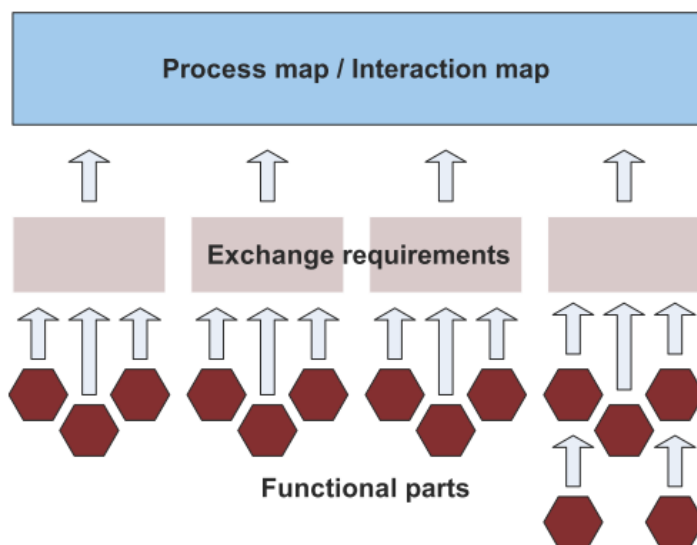 Process map / Interaction map
Exchange requirements
Functional parts